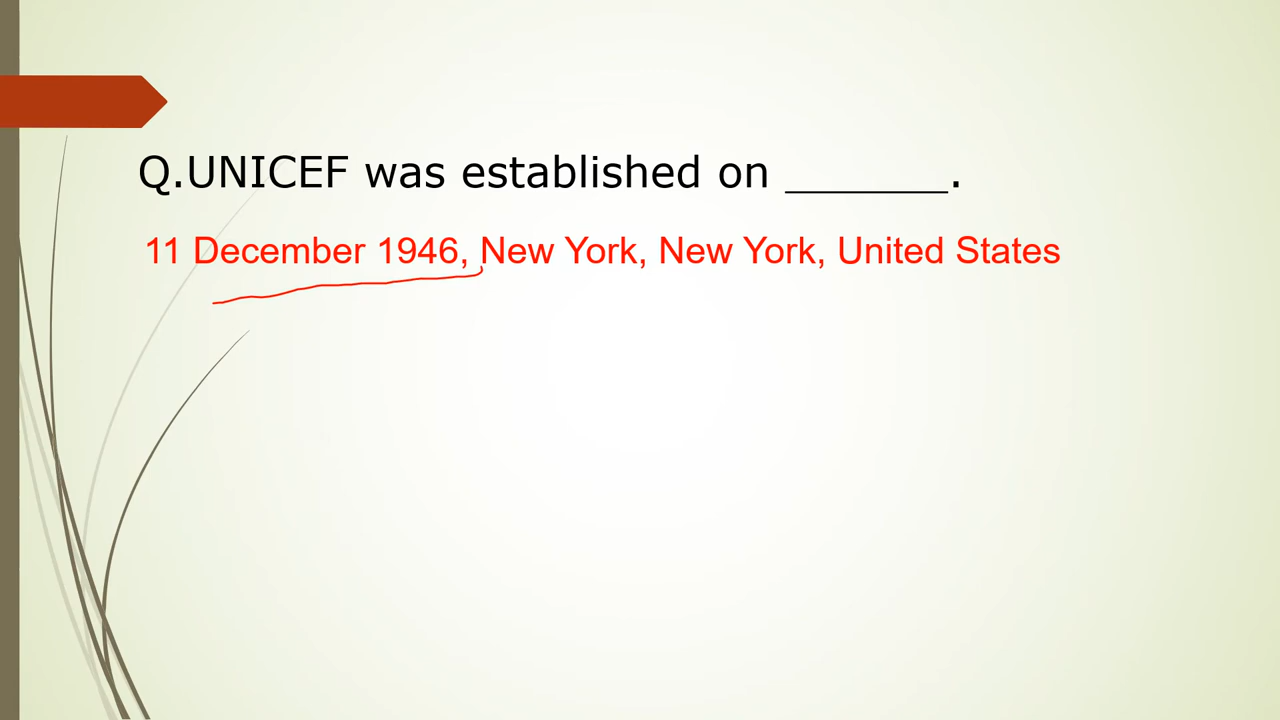 Q.UNICEF was established on _______.
11 December 1946, New York, New York, United States